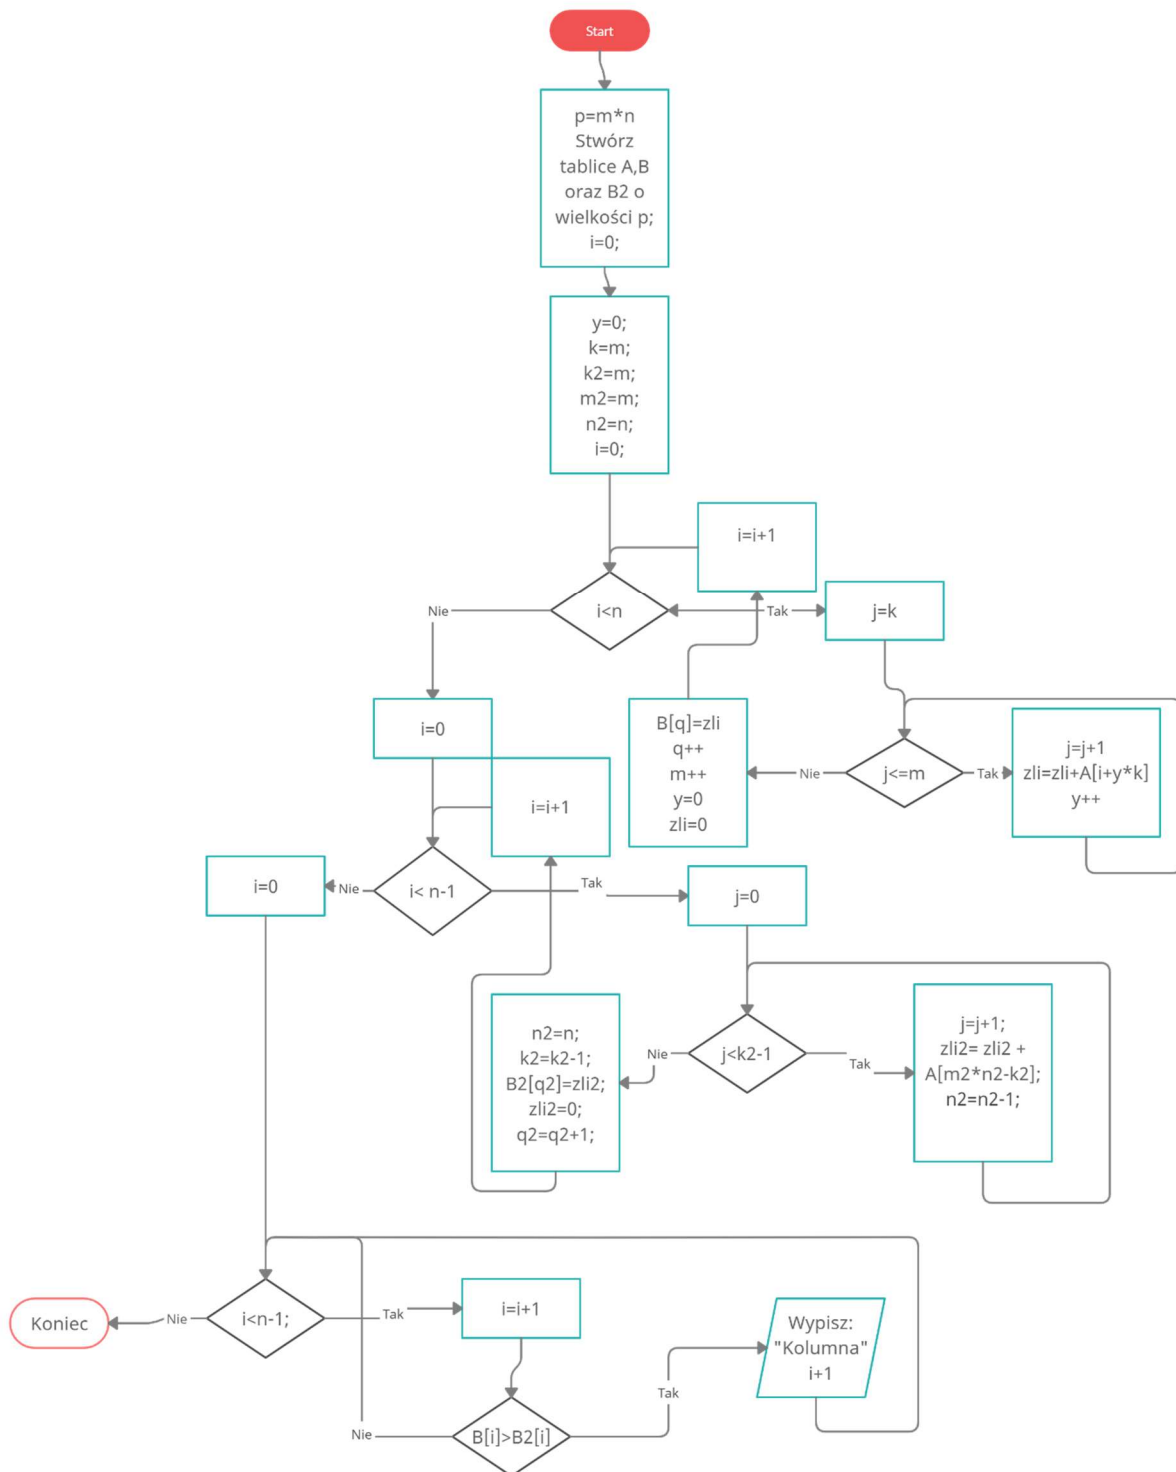 Start
p=m*n
Stwórz
tablice A,B
oraz B2 o
wielkości p;
i=0;
y=0;
k=m;
k2=m;
m2=m;
n2=n;
i=0;
i=i+1
i<n
Nie
Tak
j=k
i=0
B[q]=zli
q++
m++
y=0
zli=0
Nie
j<=m
Tak
j=j+1
zli=zli+A[i+y*k]
y++
i=i+1
i=0
Nie
i< n-1
Tak
j=0
n2=n;
k2=k2-1;
B2[q2]=zli2;
zli2=0;
q2=q2+1;
Nie
j<k2-1
Tak
j=j+1;
zli2= zli2 +
A[m2*n2-k2];
n2=n2-1;
Koniec
Nie
i<n-1;
Tak
i=i+1
Wypisz:
"Kolumna"
i+1
Nie
B[i]>B2[i]
Tak